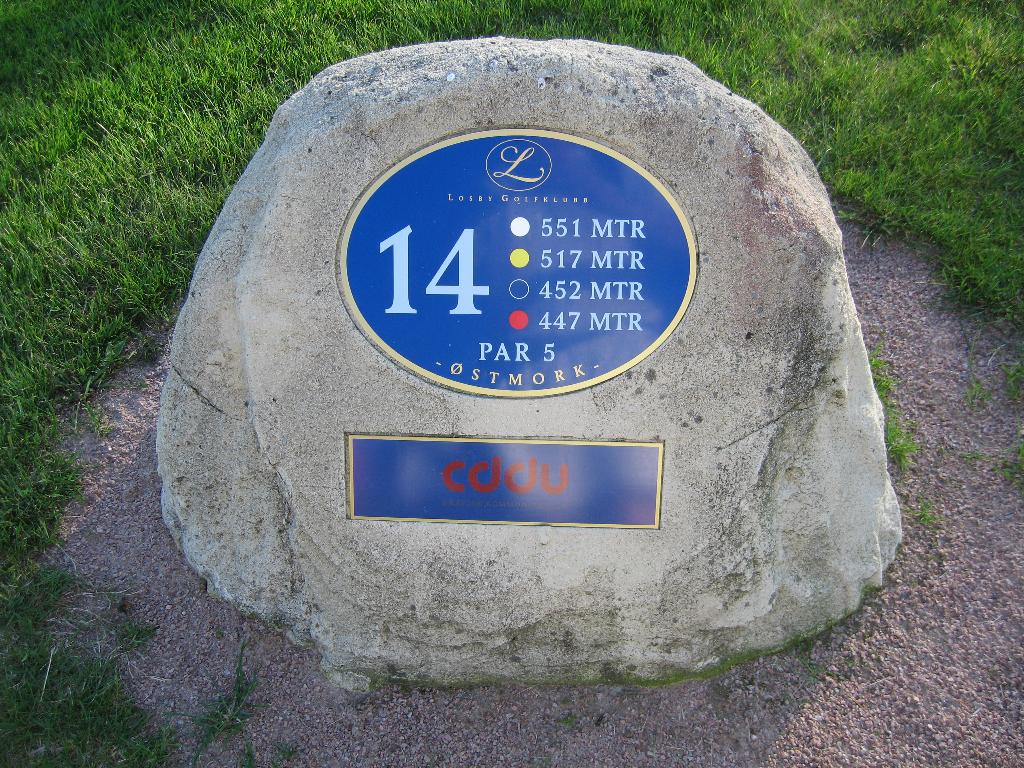 L
LOSBY GOLFKLUBB
14
551 MTR
517 MTR
452 MTR
447 MTR
PAR 5
- ØSTMORK -
cddu